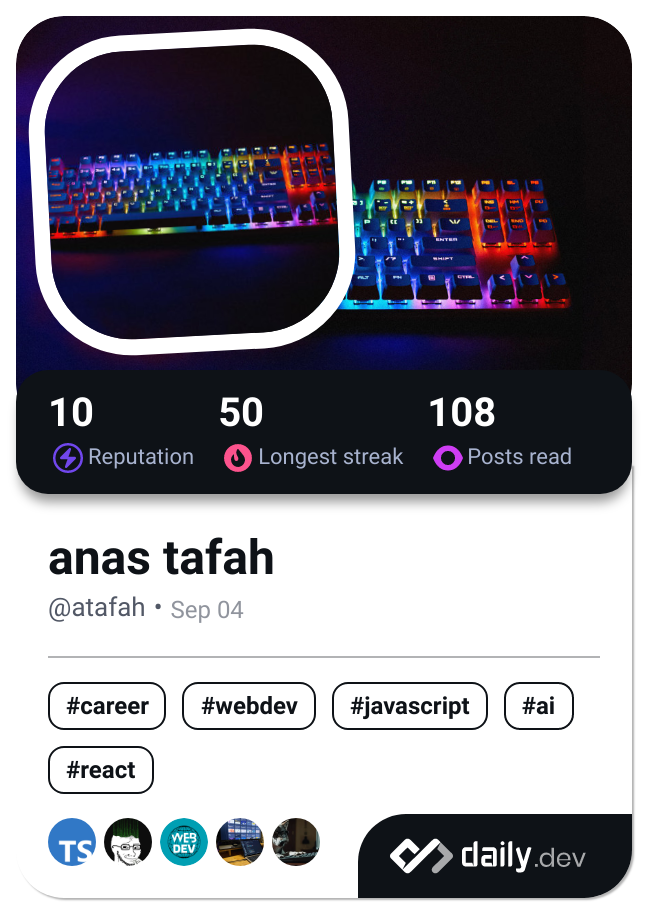 10 50 108
Reputation Longest streak Posts read
anas tafah
@atafah • Sep 04
#career #webdev #javascript #ai
#react
TS WEB DEV
daily.dev